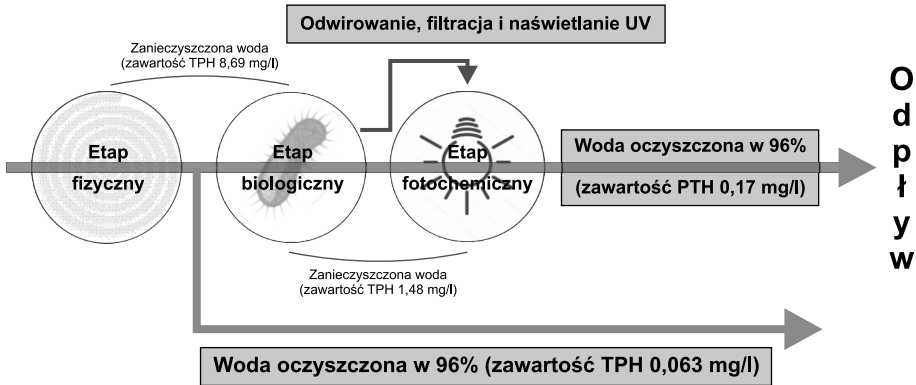 Odwirowanie, filtracja i naświetlanie UV
Zanieczyszczona woda
(zawartość TPH 8,69 mg/l)
Etap
fizyczny
Etap
biologiczny
Etap
fotochemiczny
Woda oczyszczona w 96%
(zawartość PTH 0,17 mg/l)
Odpływ
Zanieczyszczona woda
(zawartość TPH 1,48 mg/l)
Woda oczyszczona w 96% (zawartość TPH 0,063 mg/l)